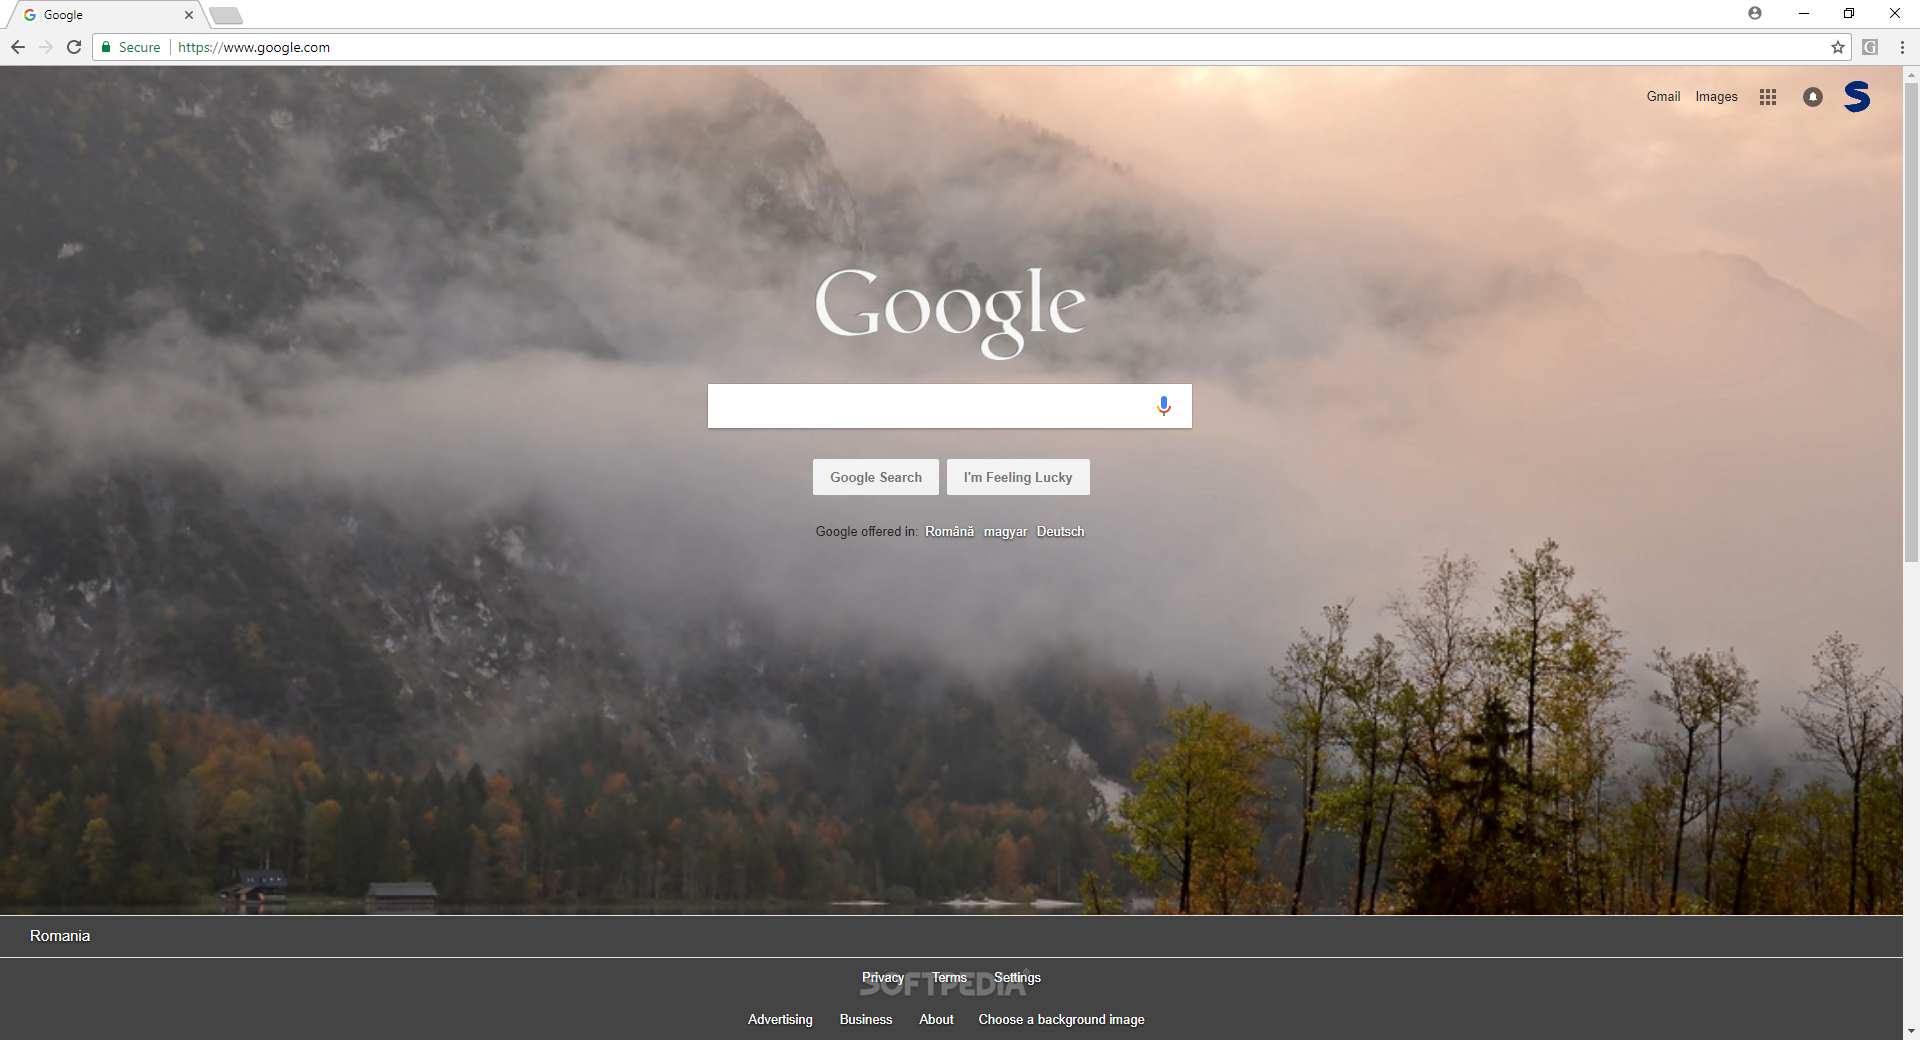 Google
Secure https://www.google.com
Gmail Images
Google
Google Search I'm Feeling Lucky
Google offered in: Română magyar Deutsch
Romania
Privacy Terms Settings
SOFTPEDIA
Advertising Business About Choose a background image